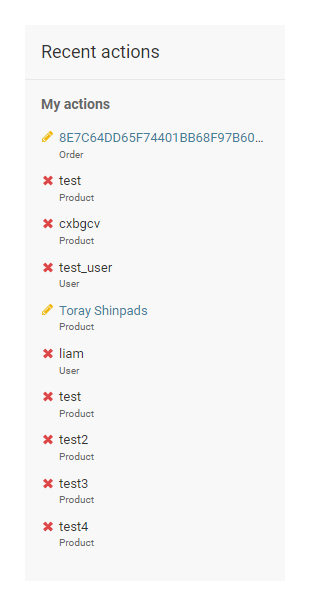 Recent actions
My actions
8E7C64DD65F74401BB68F97B60...
Order
test
Product
cxbgcv
Product
test_user
User
Toray Shinpads
Product
liam
User
test
Product
test2
Product
test3
Product
test4
Product